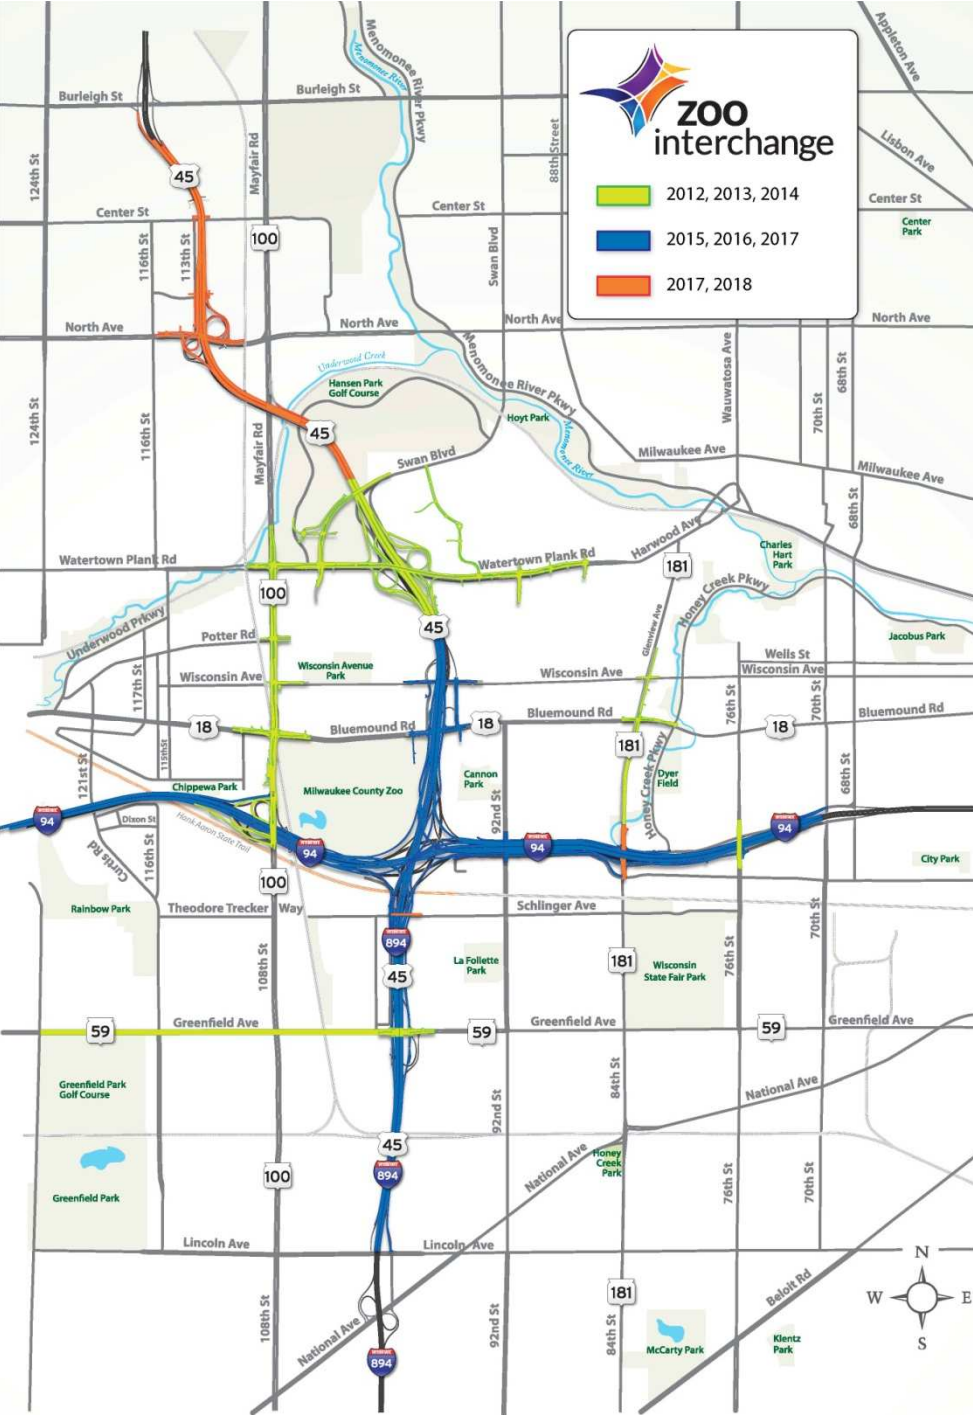 Burleigh St
Burleigh St
Menomonee River
Menomonee River Pkwy
Appleton Ave
zoo
interchange
2012, 2013, 2014
2015, 2016, 2017
2017, 2018
124th St
45
Mayfair Rd
88th Street
Lisbon Ave
Center St
Center St
Center St
Center
Park
116th St
113th St
100
Swan Blvd
North Ave
North Ave
North Ave
North Ave
Underwood Creek
Menomonee River Pkwy
Hansen Park
Golf Course
Wauwatosa Ave
68th St
70th St
124th St
116th St
Mayfair Rd
45
Hoyt Park
Menomonee River
Swan Blvd
Milwaukee Ave
Milwaukee Ave
68th St
Watertown Plank Rd
Watertown Plank Rd
Harwood Ave
Charles
Hart
Park
181
100
Honey Creek Pkwy
Underwood Prkwy
Potter Rd
45
Glenview Ave
Jacobus Park
117th St
Wisconsin Ave
Wisconsin Avenue
Park
Wisconsin Ave
Wells St
Wisconsin Ave
76th St
70th St
18
Bluemound Rd
18
Bluemound Rd
18
Bluemound Rd
115th St
181
Honey Creek Pkwy
121st St
Chippewa Park
Milwaukee County Zoo
Cannon
Park
92nd St
Dyer
Field
68th St
94
Dixon St
Hank Aaron State Trail
94
94
94
Curtis Rd
116th St
City Park
100
Rainbow Park
Theodore Trecker Way
Schlinger Ave
70th St
894
108th St
45
La Follette
Park
181
Wisconsin
State Fair Park
76th St
59
Greenfield Ave
59
Greenfield Ave
59
Greenfield Ave
Greenfield Park
Golf Course
92nd St
84th St
National Ave
45
894
100
National Ave
Honey
Creek
Park
76th St
70th St
Greenfield Park
Lincoln Ave
Lincoln Ave
N
W
E
S
108th St
National Ave
92nd St
181
84th St
Beloit Rd
McCarty Park
Klentz
Park
894